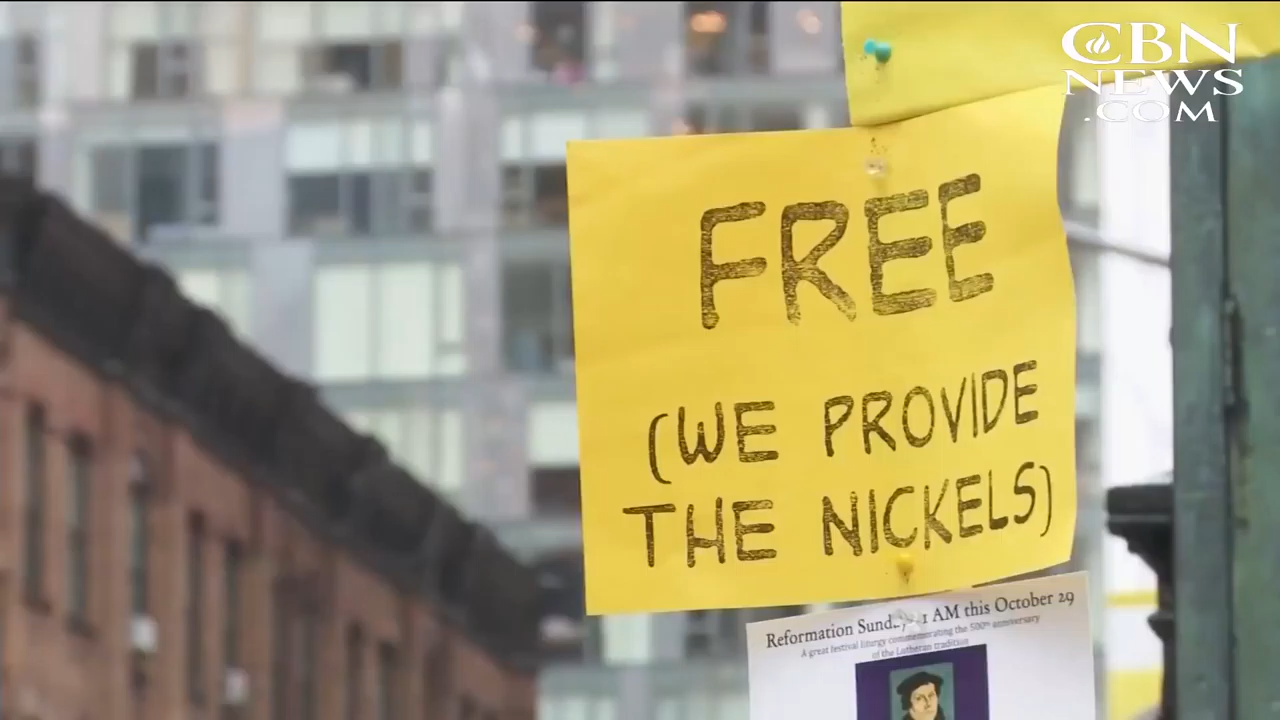 CBN
NEWS
.COM
FREE
(WE PROVIDE
THE NICKELS)
Reformation Sunday, AM this October 29
A great festival liturgy commemorating the 500th anniversary
of the Lutheran tradition